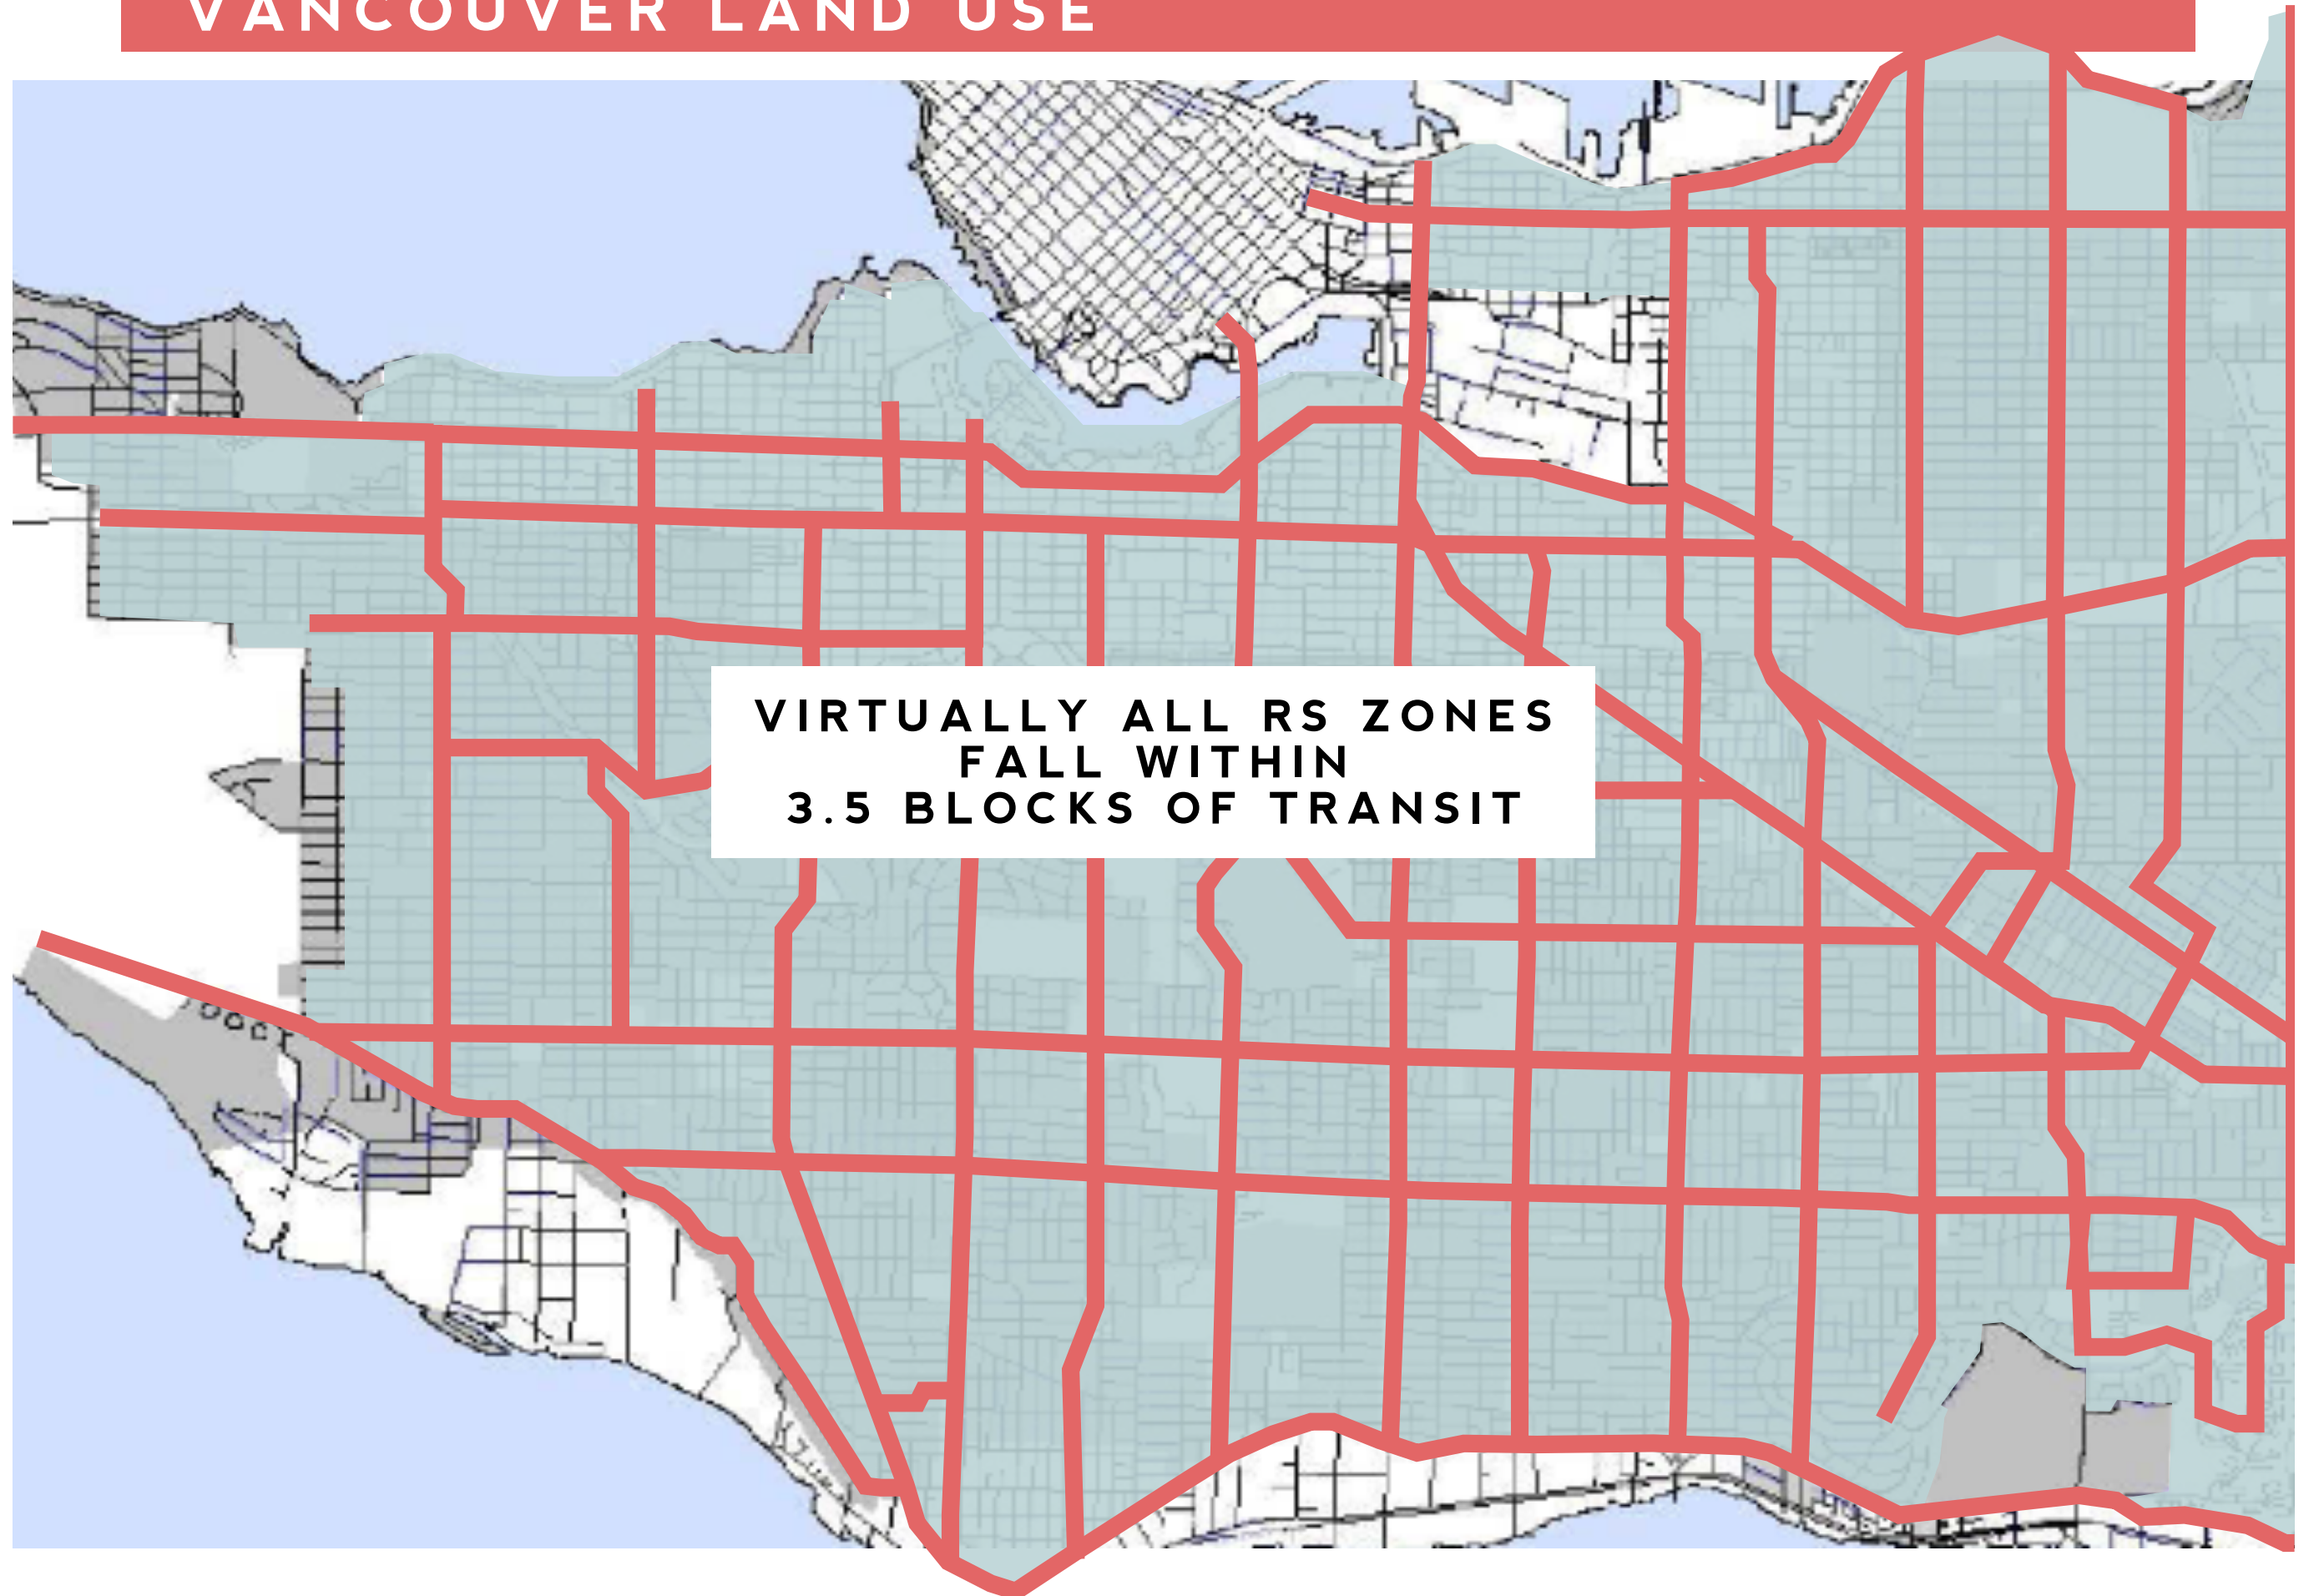 VANCOUVER LAND USE
VIRTUALLY ALL RS ZONES
FALL WITHIN
3.5 BLOCKS OF TRANSIT